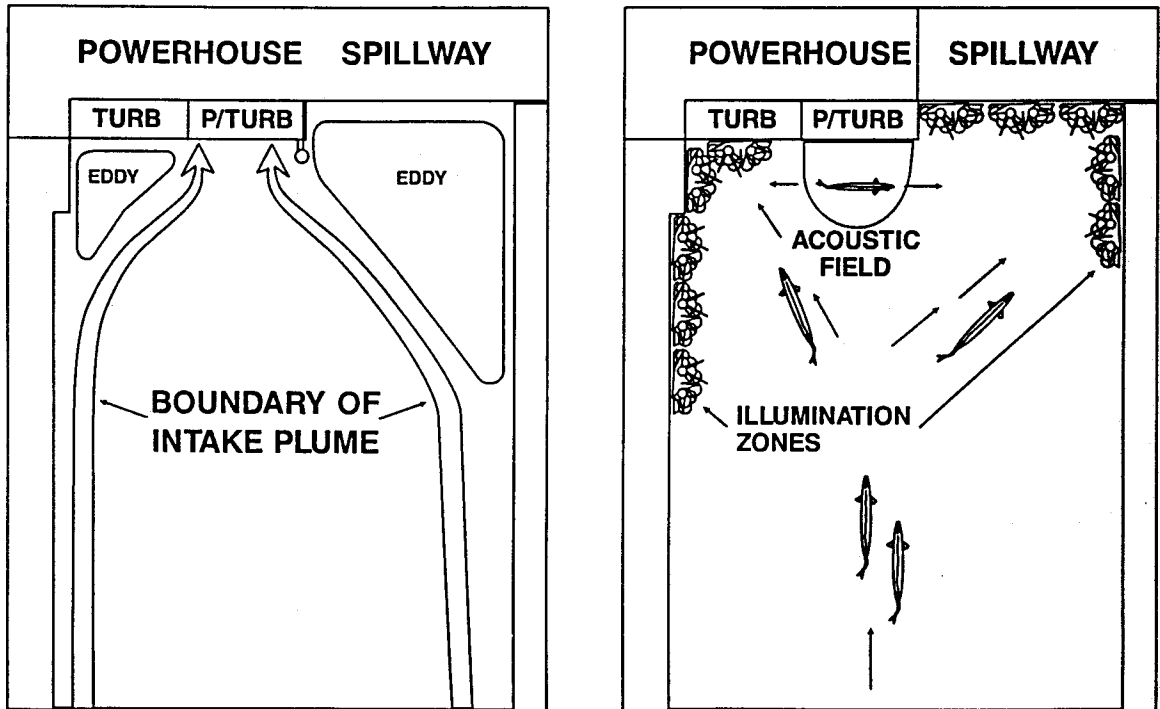 POWERHOUSE SPILLWAY
TURB P/TURB
EDDY
EDDY
BOUNDARY OF
INTAKE PLUME
POWERHOUSE SPILLWAY
TURB P/TURB
ACOUSTIC
FIELD
ILLUMINATION
ZONES